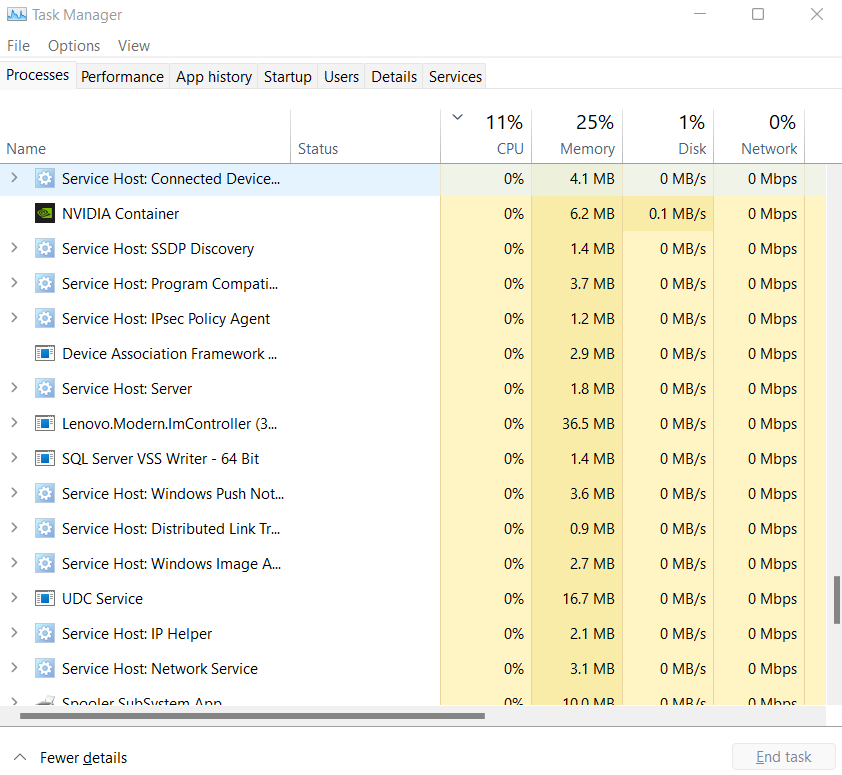 Task Manager
File Options View
Processes Performance App history Startup Users Details Services
11% 25% 1% 0%
Name Status CPU Memory Disk Network
Service Host: Connected Device... 0% 4.1 MB 0 MB/s 0 Mbps
NVIDIA Container 0% 6.2 MB 0.1 MB/s 0 Mbps
Service Host: SSDP Discovery 0% 1.4 MB 0 MB/s 0 Mbps
Service Host: Program Compati... 0% 3.7 MB 0 MB/s 0 Mbps
Service Host: IPsec Policy Agent 0% 1.2 MB 0 MB/s 0 Mbps
Device Association Framework ... 0% 2.9 MB 0 MB/s 0 Mbps
Service Host: Server 0% 1.8 MB 0 MB/s 0 Mbps
Lenovo.Modern.ImController (3... 0% 36.5 MB 0 MB/s 0 Mbps
SQL Server VSS Writer - 64 Bit 0% 1.4 MB 0 MB/s 0 Mbps
Service Host: Windows Push Not... 0% 3.6 MB 0 MB/s 0 Mbps
Service Host: Distributed Link Tr... 0% 0.9 MB 0 MB/s 0 Mbps
Service Host: Windows Image A... 0% 2.7 MB 0 MB/s 0 Mbps
UDC Service 0% 16.7 MB 0 MB/s 0 Mbps
Service Host: IP Helper 0% 2.1 MB 0 MB/s 0 Mbps
Service Host: Network Service 0% 3.1 MB 0 MB/s 0 Mbps
Spooler SubSystem App 0% 10.0 MB 0 MB/s 0 Mbps
Fewer details End task